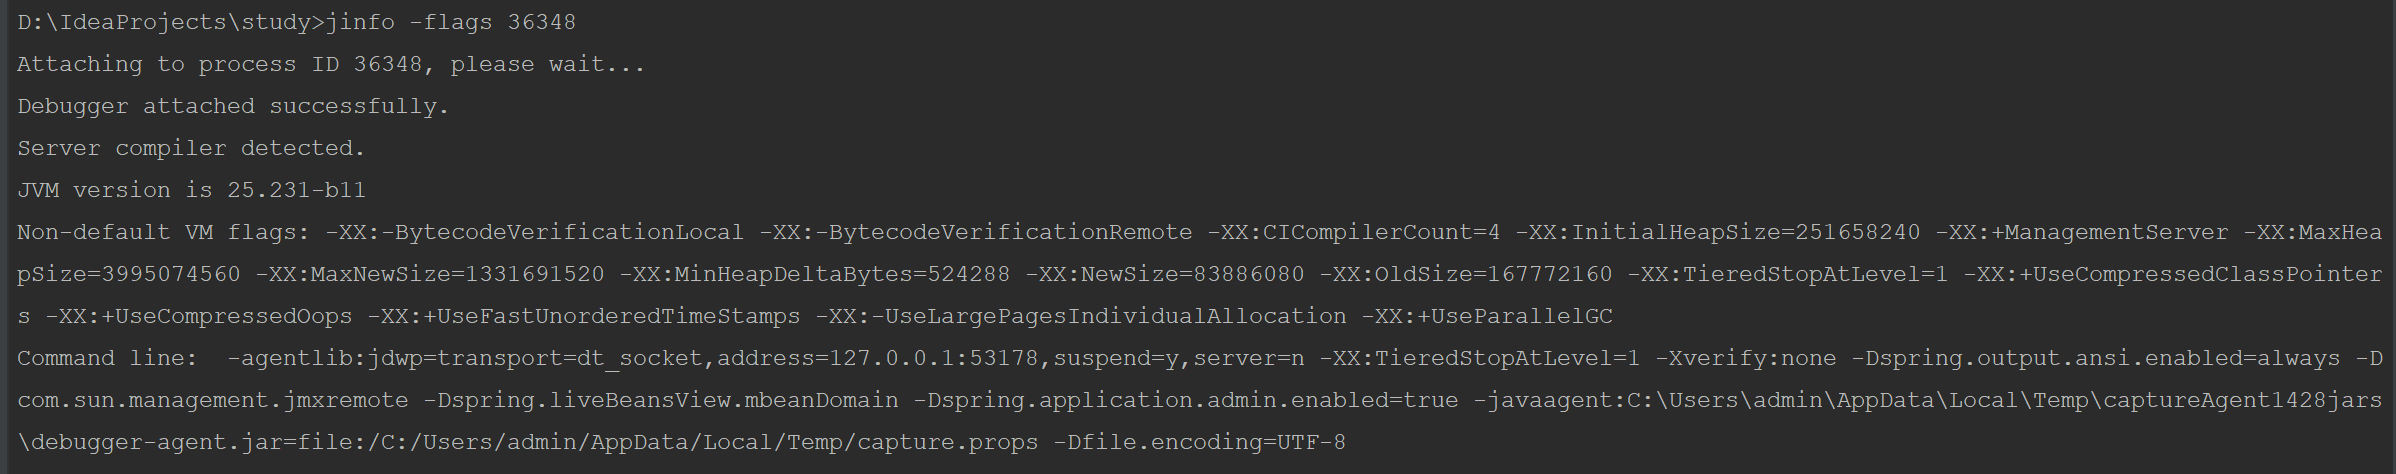 D:\IdeaProjects\study>jinfo -flags 36348
Attaching to process ID 36348, please wait...
Debugger attached successfully.
Server compiler detected.
JVM version is 25.231-b11
Non-default VM flags: -XX:-BytecodeVerificationLocal -XX:-BytecodeVerificationRemote -XX:CICompilerCount=4 -XX:InitialHeapSize=251658240 -XX:+ManagementServer -XX:MaxHea
pSize=3995074560 -XX:MaxNewSize=1331691520 -XX:MinHeapDeltaBytes=524288 -XX:NewSize=83886080 -XX:OldSize=167772160 -XX:TieredStopAtLevel=1 -XX:+UseCompressedClassPointer
s -XX:+UseCompressedOops -XX:+UseFastUnorderedTimeStamps -XX:-UseLargePagesIndividualAllocation -XX:+UseParallelGC
Command line:  -agentlib:jdwp=transport=dt_socket,address=127.0.0.1:53178,suspend=y,server=n -XX:TieredStopAtLevel=1 -Xverify:none -Dspring.output.ansi.enabled=always -D
com.sun.management.jmxremote -Dspring.liveBeansView.mbeanDomain -Dspring.application.admin.enabled=true -javaagent:C:\Users\admin\AppData\Local\Temp\captureAgent1428jars
\debugger-agent.jar=file:/C:/Users/admin/AppData/Local/Temp/capture.props -Dfile.encoding=UTF-8